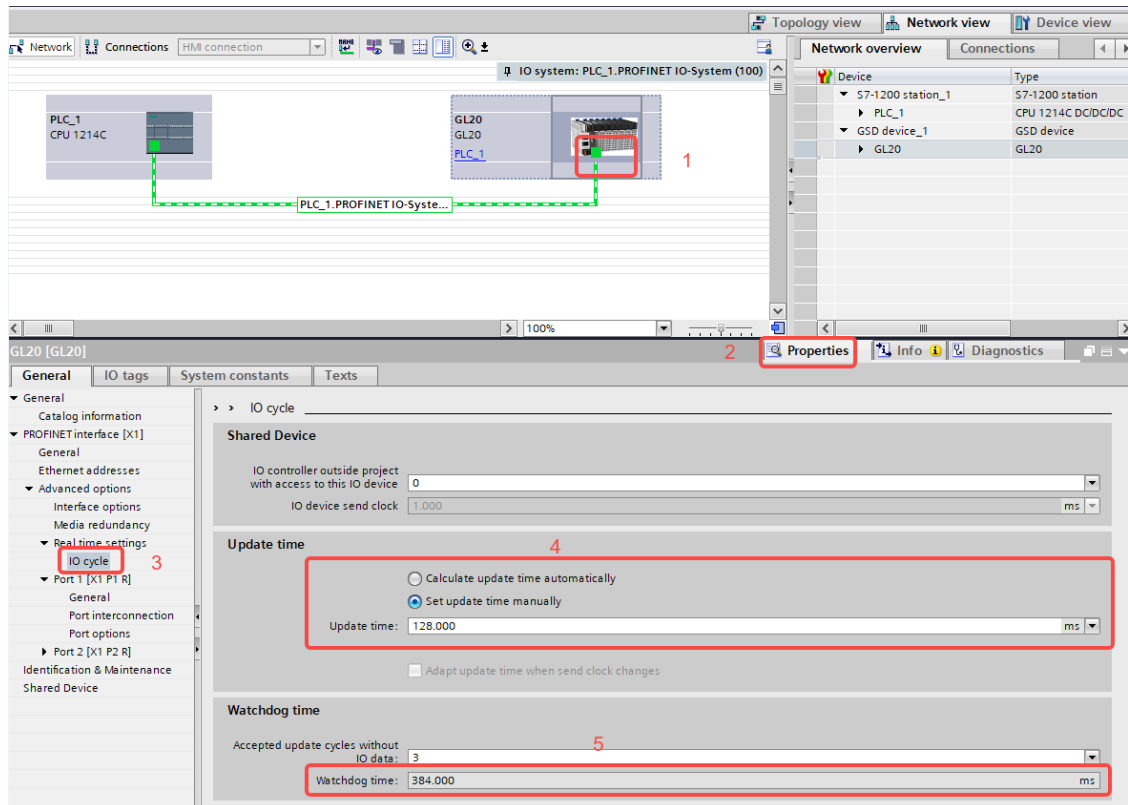 Topology view
Network view
Device view
Network
Connections
HMI connection
Network overview
Connections
IO system: PLC_1.PROFINET IO-System (100)
Device
Type
S7-1200 station_1
S7-1200 station
PLC_1
CPU 1214C DC/DC/DC
GSD device_1
GSD device
GL20
GL20
PLC_1
CPU 1214C
GL20
GL20
PLC_1
1
PLC_1.PROFINET IO-Syste...
100%
GL20 [GL20]
2
Properties
Info
Diagnostics
General
IO tags
System constants
Texts
General
Catalog information
PROFINET interface [X1]
General
Ethernet addresses
Advanced options
Interface options
Media redundancy
Real time settings
IO cycle
3
Port 1 [X1 P1 R]
General
Port interconnection
Port options
Port 2 [X1 P2 R]
Identification & Maintenance
Shared Device
› › IO cycle
Shared Device
IO controller outside project
with access to this IO device
0
IO device send clock
1.000
ms
Update time
4
Calculate update time automatically
Set update time manually
Update time:
128.000
ms
Adapt update time when send clock changes
Watchdog time
Accepted update cycles without
IO data:
3
5
Watchdog time:
384.000
ms